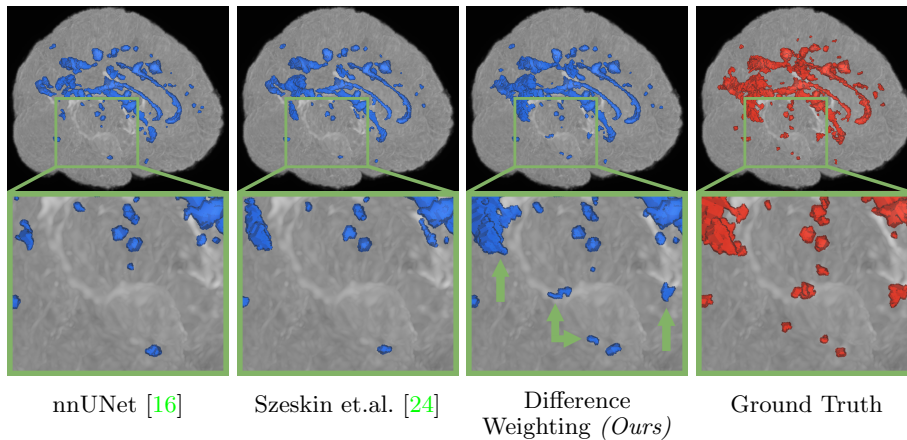 nnUNet [16]
Szeskin et.al. [24]
Difference
Weighting (Ours)
Ground Truth